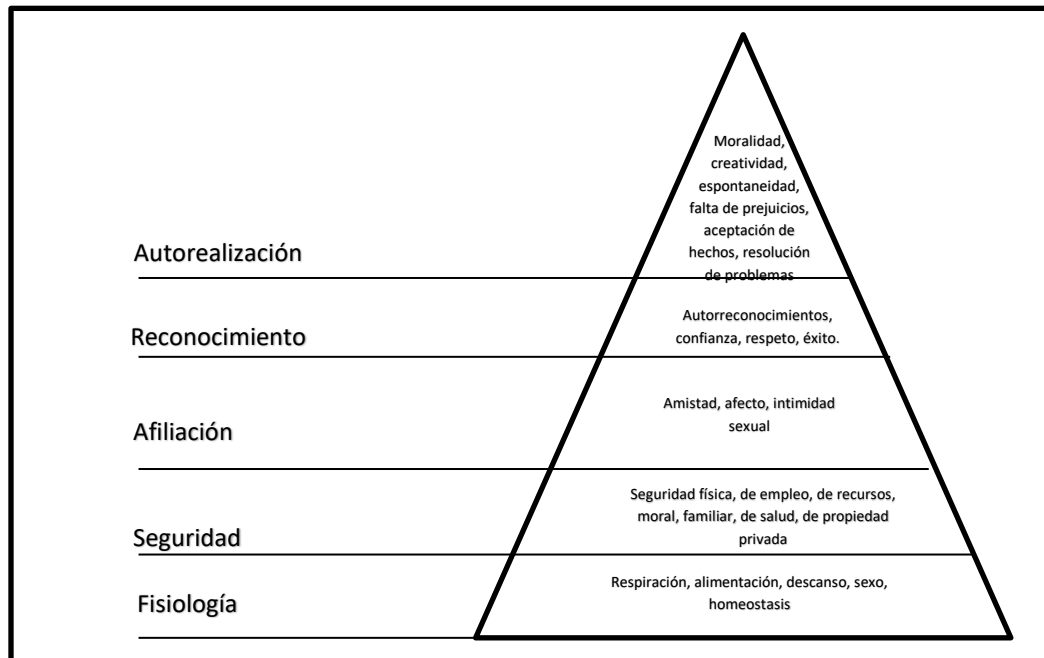 Moralidad,
creatividad,
espontaneidad,
falta de prejuicios,
aceptación de
hechos, resolución
de problemas
Autorealización
Autorreconocimientos,
confianza, respeto, éxito.
Reconocimiento
Amistad, afecto, intimidad
sexual
Afiliación
Seguridad física, de empleo, de recursos,
moral, familiar, de salud, de propiedad
privada
Seguridad
Respiración, alimentación, descanso, sexo,
homeostasis
Fisiología